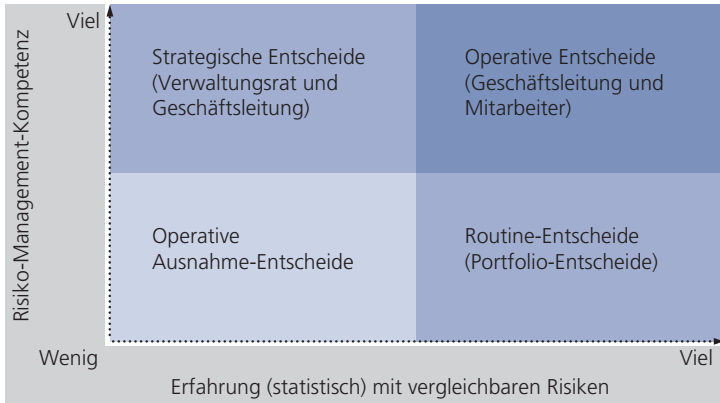 Viel
Risiko-Management-Kompetenz
Strategische Entscheide
(Verwaltungsrat und
Geschäftsleitung)
Operative Entscheide
(Geschäftsleitung und
Mitarbeiter)
Operative
Ausnahme-Entscheide
Routine-Entscheide
(Portfolio-Entscheide)
Wenig
Viel
Erfahrung (statistisch) mit vergleichbaren Risiken